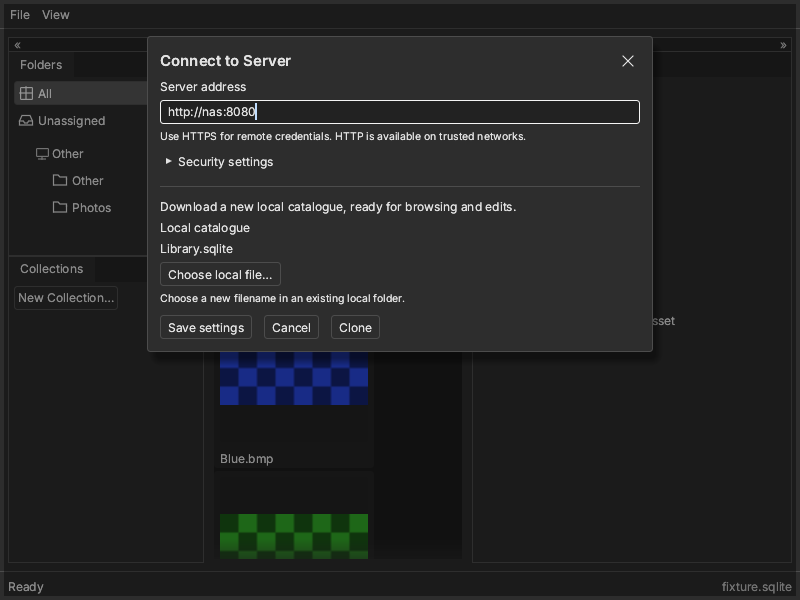 File View
« »
Folders
All
Unassigned
Other
Other
Photos
Collections
New Collection...
Connect to Server
Server address
http://nas:8080
Use HTTPS for remote credentials. HTTP is available on trusted networks.
Security settings
Download a new local catalogue, ready for browsing and edits.
Local catalogue
Library.sqlite
Choose local file...
Choose a new filename in an existing local folder.
Save settings Cancel Clone
Blue.bmp
Ready fixture.sqlite